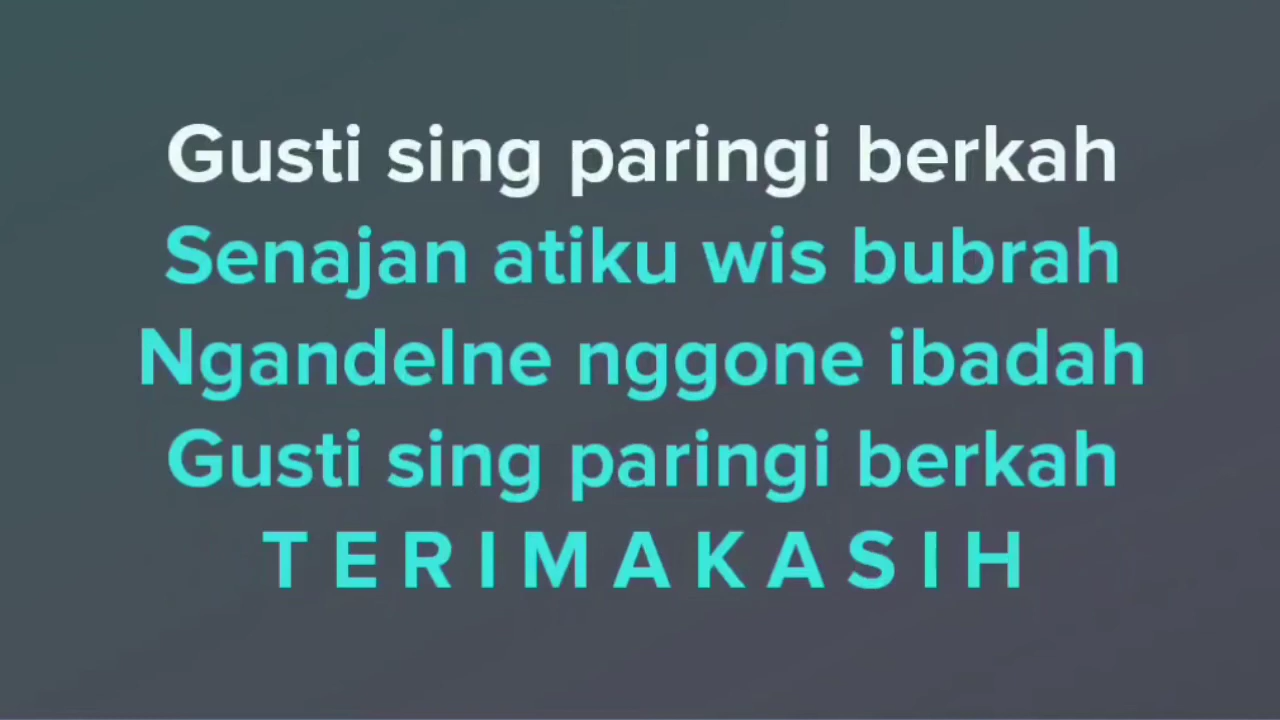 Gusti sing paringi berkah
Senajan atiku wis bubrah
Ngandelne nggone ibadah
Gusti sing paringi berkah
T E R I M A K A S I H